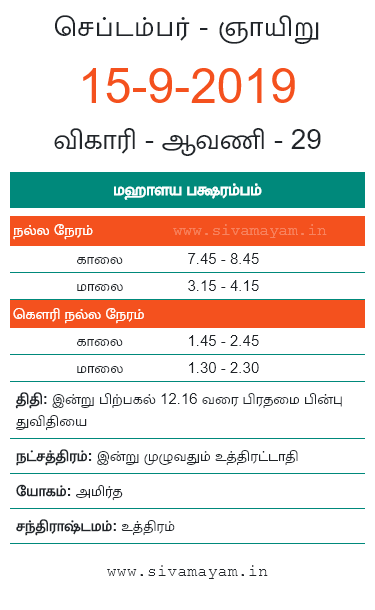 செப்டம்பர் - ஞாயிறு
15-9-2019
விகாரி - ஆவணி - 29
மஹாளய பக்ஷரம்பம்
நல்ல நேரம் www.sivamayam.in
காலை 7.45 - 8.45
மாலை 3.15 - 4.15
கௌரி நல்ல நேரம்
காலை 1.45 - 2.45
மாலை 1.30 - 2.30
திதி: இன்று பிற்பகல் 12.16 வரை பிரதமை பின்பு
துவிதியை
நட்சத்திரம்: இன்று முழுவதும் உத்திரட்டாதி
யோகம்: அமிர்த
சந்திராஷ்டமம்: உத்திரம்
www.sivamayam.in